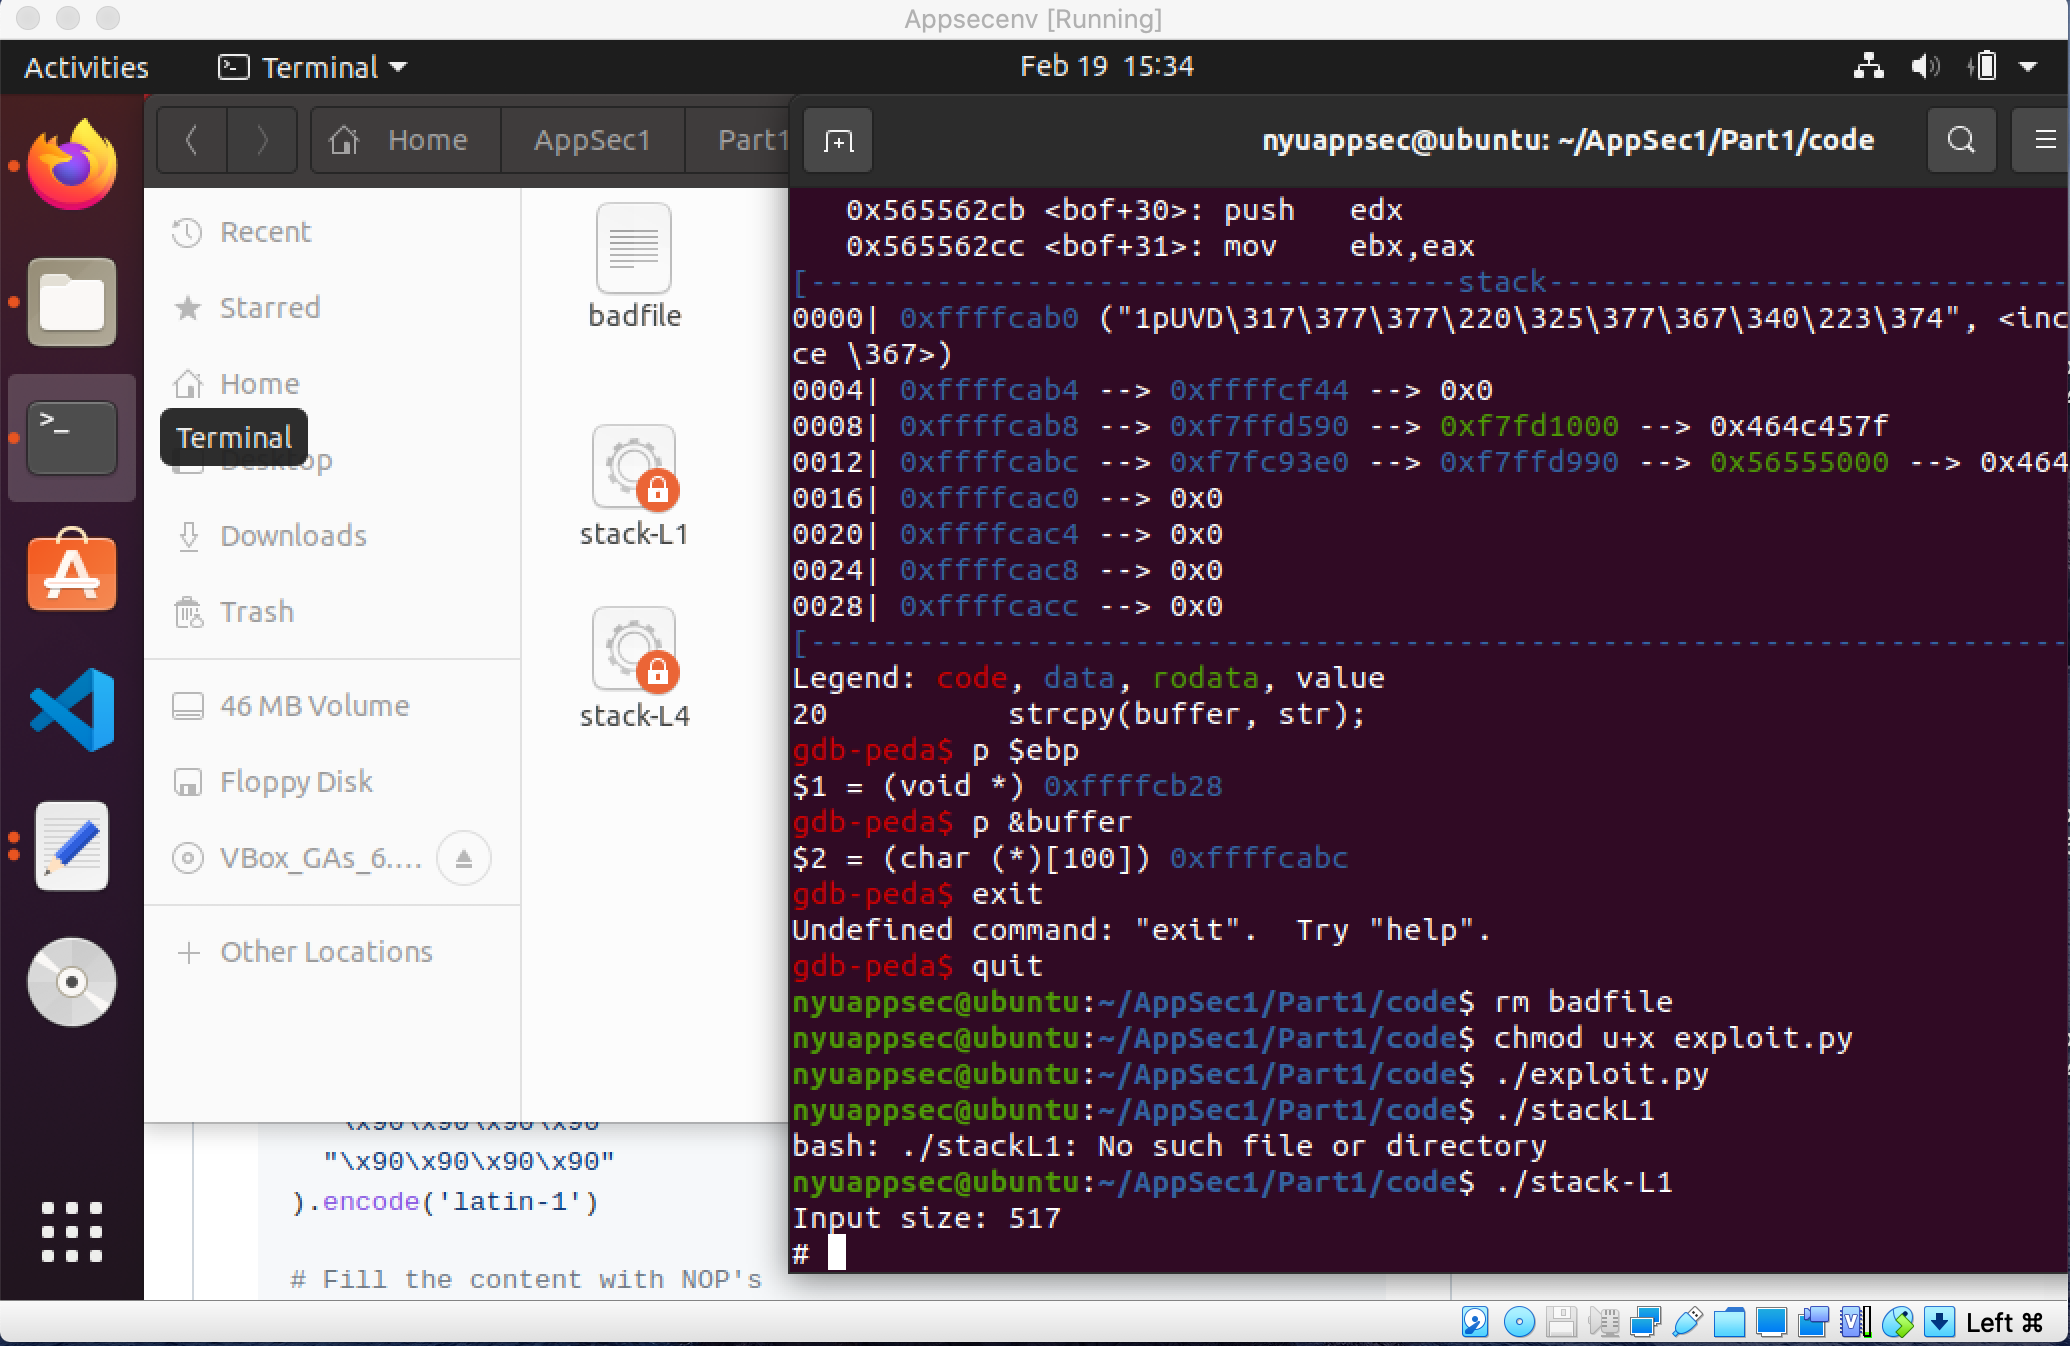 Appsecenv [Running]
Activities
Terminal
Feb 19 15:34
Home
AppSec1
Part1
nyuappsec@ubuntu: ~/AppSec1/Part1/code
Recent
Starred
Home
Terminal
Desktop
Downloads
Trash
46 MB Volume
Floppy Disk
VBox_GAs_6....
Other Locations
badfile
stack-L1
stack-L4
0x565562cb <bof+30>: push   edx
0x565562cc <bof+31>: mov    ebx,eax
[------------------------------------stack-----------------------------
0000| 0xffffcab0 ("1pUVD\317\377\377\220\325\377\367\340\223\374", <inc
ce \367>)
0004| 0xffffcab4 --> 0xffffcf44 --> 0x0
0008| 0xffffcab8 --> 0xf7ffd590 --> 0xf7fd1000 --> 0x464c457f
0012| 0xffffcabc --> 0xf7fc93e0 --> 0xf7ffd990 --> 0x56555000 --> 0x464
0016| 0xffffcac0 --> 0x0
0020| 0xffffcac4 --> 0x0
0024| 0xffffcac8 --> 0x0
0028| 0xffffcacc --> 0x0
[----------------------------------------------------------------------
Legend: code, data, rodata, value
20          strcpy(buffer, str);
gdb-peda$ p $ebp
$1 = (void *) 0xffffcb28
gdb-peda$ p &buffer
$2 = (char (*)[100]) 0xffffcabc
gdb-peda$ exit
Undefined command: "exit".  Try "help".
gdb-peda$ quit
nyuappsec@ubuntu:~/AppSec1/Part1/code$ rm badfile
nyuappsec@ubuntu:~/AppSec1/Part1/code$ chmod u+x exploit.py
nyuappsec@ubuntu:~/AppSec1/Part1/code$ ./exploit.py
nyuappsec@ubuntu:~/AppSec1/Part1/code$ ./stackL1
bash: ./stackL1: No such file or directory
nyuappsec@ubuntu:~/AppSec1/Part1/code$ ./stack-L1
Input size: 517
#
\x90\x90\x90\x90
"\x90\x90\x90\x90"
).encode('latin-1')
# Fill the content with NOP's
Left ⌘